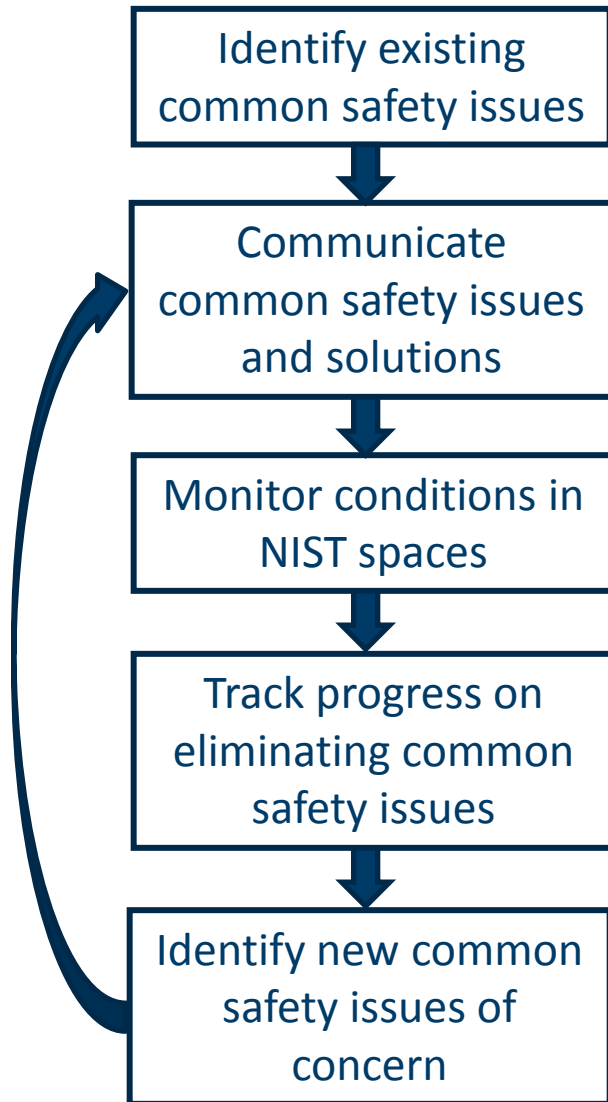 Identify existing
common safety issues
Communicate
common safety issues
and solutions
Monitor conditions in
NIST spaces
Track progress on
eliminating common
safety issues
Identify new common
safety issues of
concern